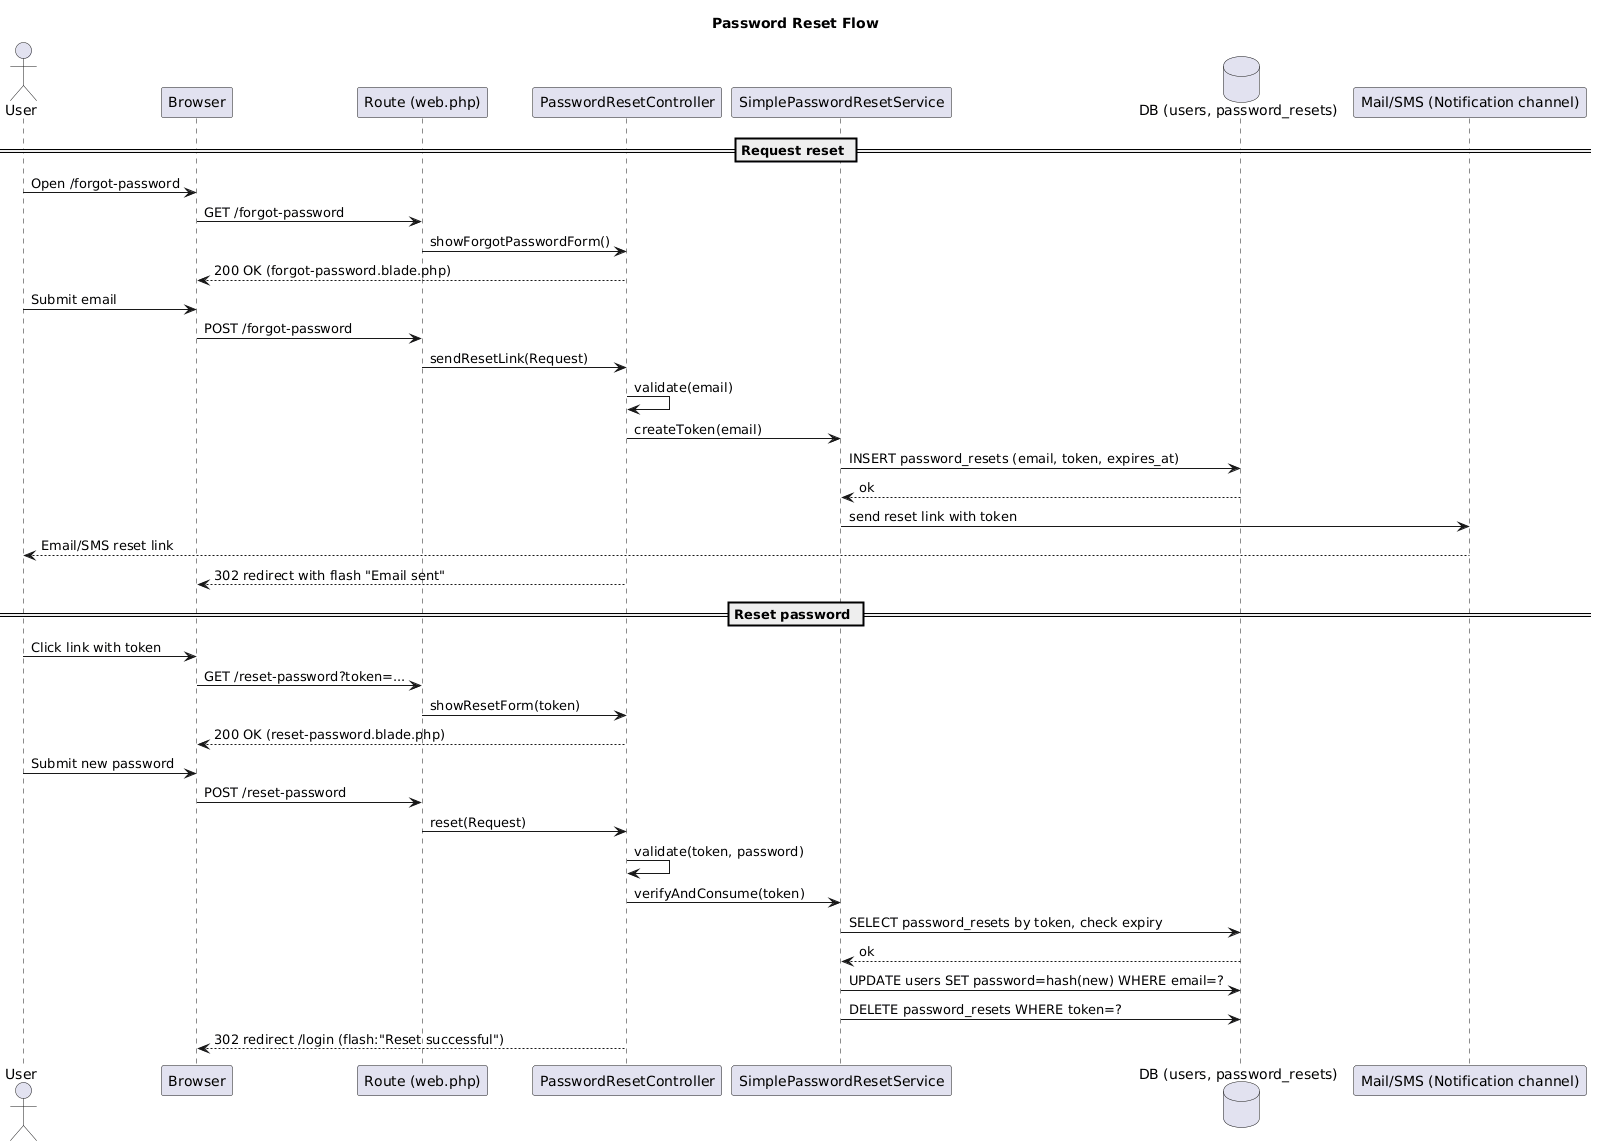 Password Reset Flow
User
Browser
Route (web.php)
PasswordResetController
SimplePasswordResetService
DB (users, password_resets)
Mail/SMS (Notification channel)
Request reset
Open /forgot-password
GET /forgot-password
showForgotPasswordForm()
200 OK (forgot-password.blade.php)
Submit email
POST /forgot-password
sendResetLink(Request)
validate(email)
createToken(email)
INSERT password_resets (email, token, expires_at)
ok
send reset link with token
Email/SMS reset link
302 redirect with flash "Email sent"
Reset password
Click link with token
GET /reset-password?token=...
showResetForm(token)
200 OK (reset-password.blade.php)
Submit new password
POST /reset-password
reset(Request)
validate(token, password)
verifyAndConsume(token)
SELECT password_resets by token, check expiry
ok
UPDATE users SET password=hash(new) WHERE email=?
DELETE password_resets WHERE token=?
302 redirect /login (flash:"Reset successful")
User
Browser
Route (web.php)
PasswordResetController
SimplePasswordResetService
DB (users, password_resets)
Mail/SMS (Notification channel)